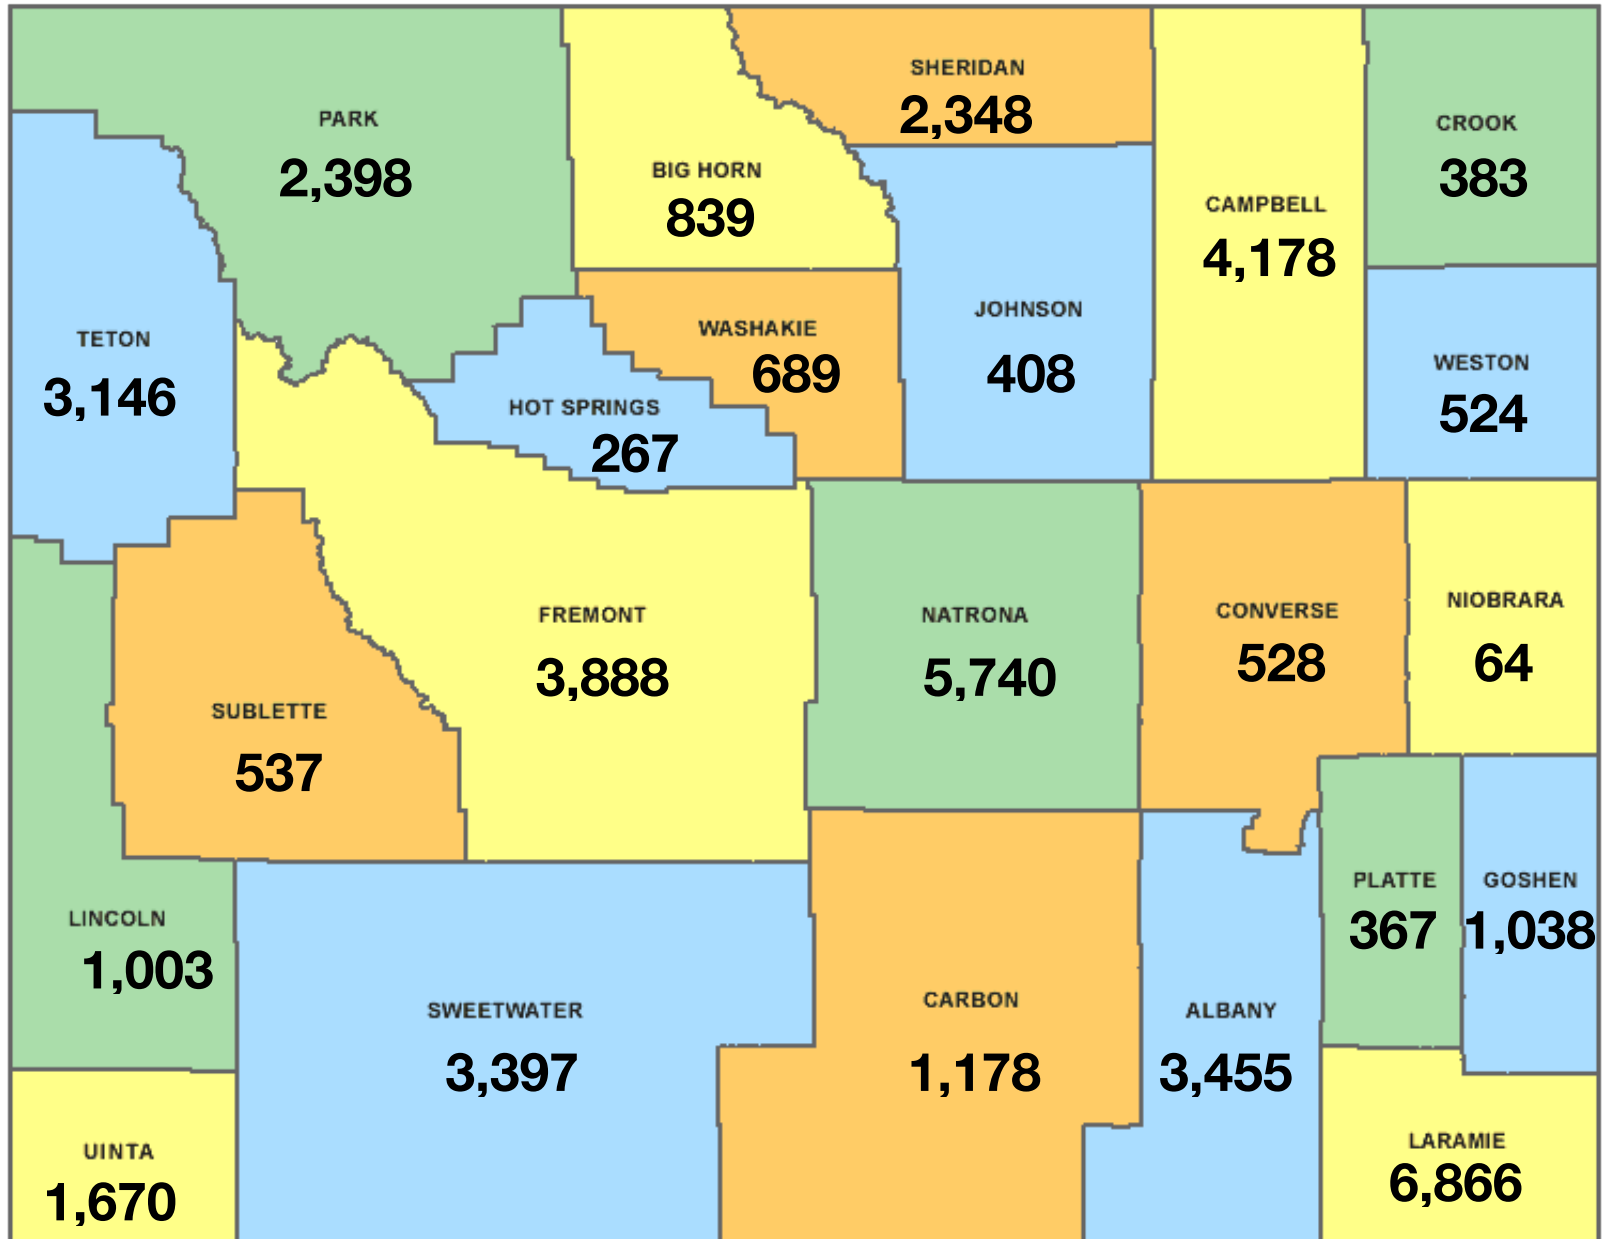 SHERIDAN
2,348
PARK
2,398
BIG HORN
839
CROOK
383
CAMPBELL
4,178
TETON
3,146
WASHAKIE
689
JOHNSON
408
WESTON
524
HOT SPRINGS
267
FREMONT
3,888
NATRONA
5,740
CONVERSE
528
NIOBRARA
64
SUBLETTE
537
LINCOLN
1,003
PLATTE
367
GOSHEN
1,038
SWEETWATER
3,397
CARBON
1,178
ALBANY
3,455
UINTA
1,670
LARAMIE
6,866